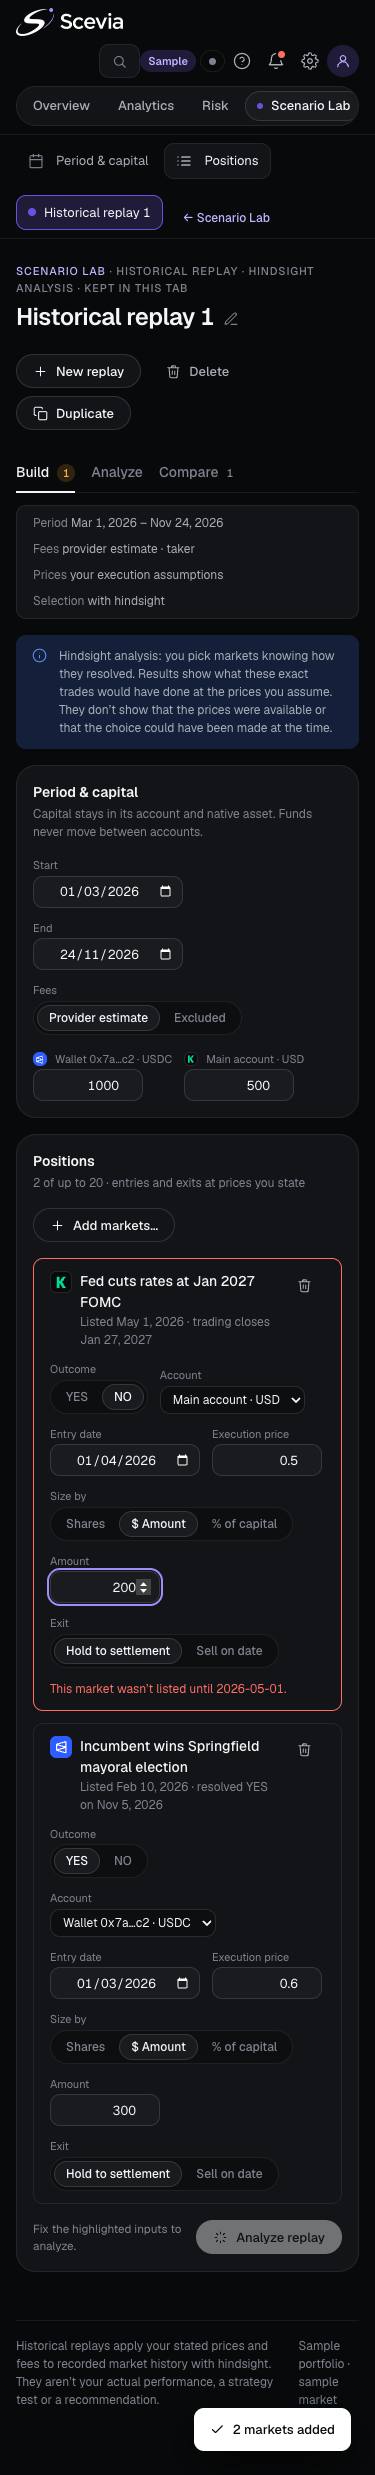 Scevia
Sample
Overview Analytics Risk Scenario Lab
Period & capital Positions
Historical replay 1 ← Scenario Lab
SCENARIO LAB · HISTORICAL REPLAY · HINDSIGHT
ANALYSIS · KEPT IN THIS TAB
Historical replay 1
New replay Delete
Duplicate
Build 1 Analyze Compare 1
Period Mar 1, 2026 – Nov 24, 2026
Fees provider estimate · taker
Prices your execution assumptions
Selection with hindsight
Hindsight analysis: you pick markets knowing how
they resolved. Results show what these exact
trades would have done at the prices you assume.
They don't show that the prices were available or
that the choice could have been made at the time.
Period & capital
Capital stays in its account and native asset. Funds
never move between accounts.
Start
01/03/2026
End
24/11/2026
Fees
Provider estimate Excluded
Wallet 0x7a…c2 · USDC K Main account · USD
1000 500
Positions
2 of up to 20 · entries and exits at prices you state
Add markets…
K Fed cuts rates at Jan 2027
FOMC
Listed May 1, 2026 · trading closes
Jan 27, 2027
Outcome Account
YES NO Main account · USD
Entry date Execution price
01/04/2026 0.5
Size by
Shares $ Amount % of capital
Amount
200
Exit
Hold to settlement Sell on date
This market wasn't listed until 2026-05-01.
Incumbent wins Springfield
mayoral election
Listed Feb 10, 2026 · resolved YES
on Nov 5, 2026
Outcome
YES NO
Account
Wallet 0x7a…c2 · USDC
Entry date Execution price
01/03/2026 0.6
Size by
Shares $ Amount % of capital
Amount
300
Exit
Hold to settlement Sell on date
Fix the highlighted inputs to
analyze.
Analyze replay
Historical replays apply your stated prices and
fees to recorded market history with hindsight.
They aren't your actual performance, a strategy
test or a recommendation.
Sample
portfolio ·
sample
market
2 markets added